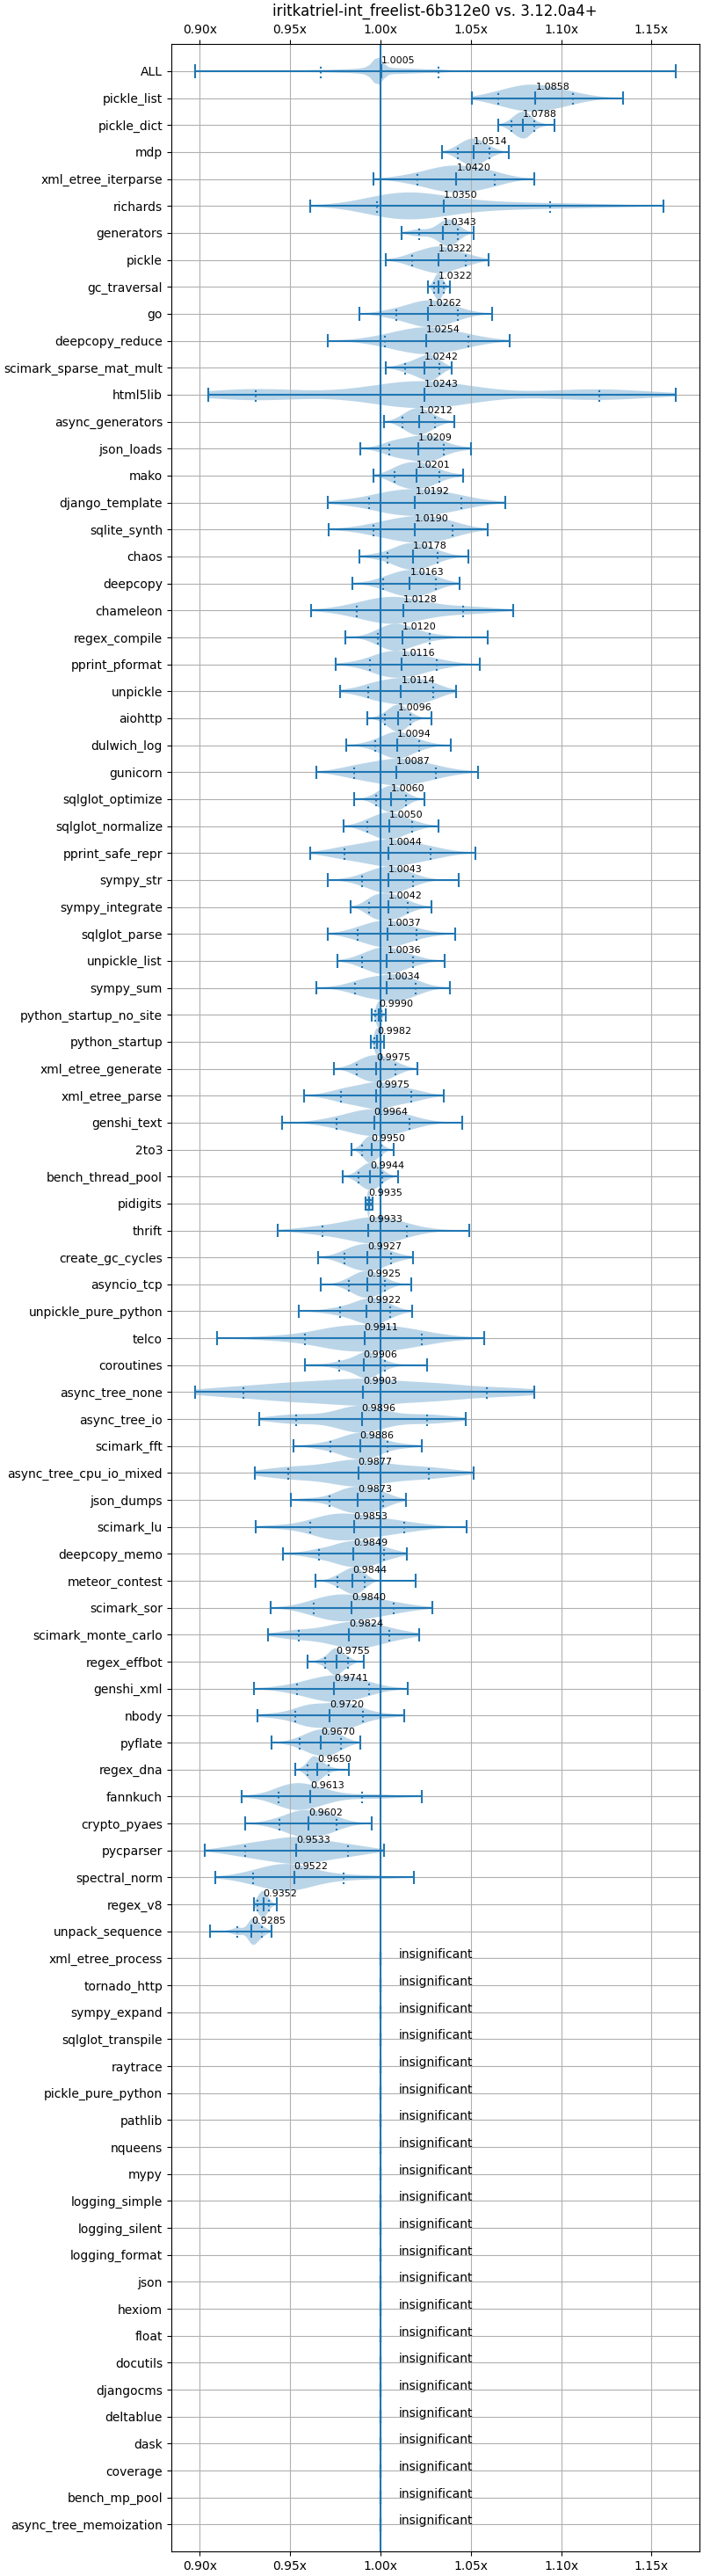 iritkatriel-int_freelist-6b312e0 vs. 3.12.0a4+
0.90x 0.95x 1.00x 1.05x 1.10x 1.15x
ALL 1.0005
pickle_list 1.0858
pickle_dict 1.0788
mdp 1.0514
xml_etree_iterparse 1.0420
richards 1.0350
generators 1.0343
pickle 1.0322
gc_traversal 1.0322
go 1.0262
deepcopy_reduce 1.0254
scimark_sparse_mat_mult 1.0242
html5lib 1.0243
async_generators 1.0212
json_loads 1.0209
mako 1.0201
django_template 1.0192
sqlite_synth 1.0190
chaos 1.0178
deepcopy 1.0163
chameleon 1.0128
regex_compile 1.0120
pprint_pformat 1.0116
unpickle 1.0114
aiohttp 1.0096
dulwich_log 1.0094
gunicorn 1.0087
sqlglot_optimize 1.0060
sqlglot_normalize 1.0050
pprint_safe_repr 1.0044
sympy_str 1.0043
sympy_integrate 1.0042
sqlglot_parse 1.0037
unpickle_list 1.0036
sympy_sum 1.0034
python_startup_no_site 0.9990
python_startup 0.9982
xml_etree_generate 0.9975
xml_etree_parse 0.9975
genshi_text 0.9964
2to3 0.9950
bench_thread_pool 0.9944
pidigits 0.9935
thrift 0.9933
create_gc_cycles 0.9927
asyncio_tcp 0.9925
unpickle_pure_python 0.9922
telco 0.9911
coroutines 0.9906
async_tree_none 0.9903
async_tree_io 0.9896
scimark_fft 0.9886
async_tree_cpu_io_mixed 0.9877
json_dumps 0.9873
scimark_lu 0.9853
deepcopy_memo 0.9849
meteor_contest 0.9844
scimark_sor 0.9840
scimark_monte_carlo 0.9824
regex_effbot 0.9755
genshi_xml 0.9741
nbody 0.9720
pyflate 0.9670
regex_dna 0.9650
fannkuch 0.9613
crypto_pyaes 0.9602
pycparser 0.9533
spectral_norm 0.9522
regex_v8 0.9352
unpack_sequence 0.9285
xml_etree_process insignificant
tornado_http insignificant
sympy_expand insignificant
sqlglot_transpile insignificant
raytrace insignificant
pickle_pure_python insignificant
pathlib insignificant
nqueens insignificant
mypy insignificant
logging_simple insignificant
logging_silent insignificant
logging_format insignificant
json insignificant
hexiom insignificant
float insignificant
docutils insignificant
djangocms insignificant
deltablue insignificant
dask insignificant
coverage insignificant
bench_mp_pool insignificant
async_tree_memoization insignificant
0.90x 0.95x 1.00x 1.05x 1.10x 1.15x